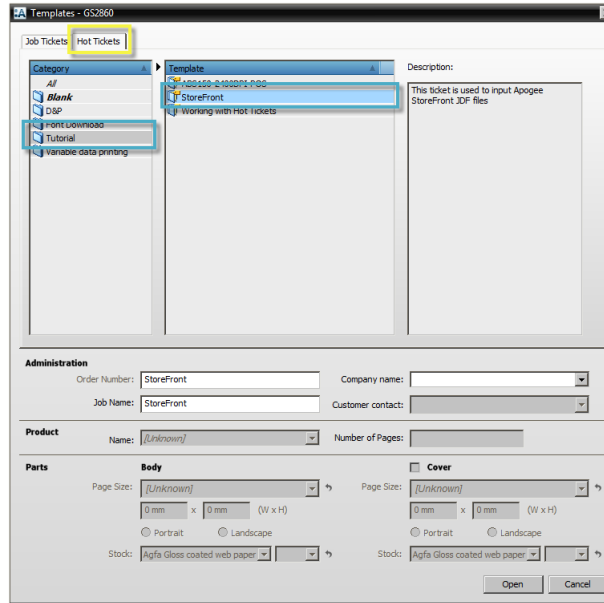 Templates - GS2860
Job Tickets Hot Tickets
Category Template Description:
All ABS150-2400DPI-POS This ticket is used to input Apogee
Blank StoreFront StoreFront JDF files
D&P Working with Hot Tickets
Font Download
Tutorial
Variable data printing
Administration
Order Number: StoreFront Company name:
Job Name: StoreFront Customer contact:
Product
Name: [Unknown] Number of Pages:
Parts Body Cover
Page Size: [Unknown] Page Size: [Unknown]
0 mm x 0 mm (W x H) 0 mm x 0 mm (W x H)
Portrait Landscape Portrait Landscape
Stock: Agfa Gloss coated web paper Stock: Agfa Gloss coated web paper
Open Cancel